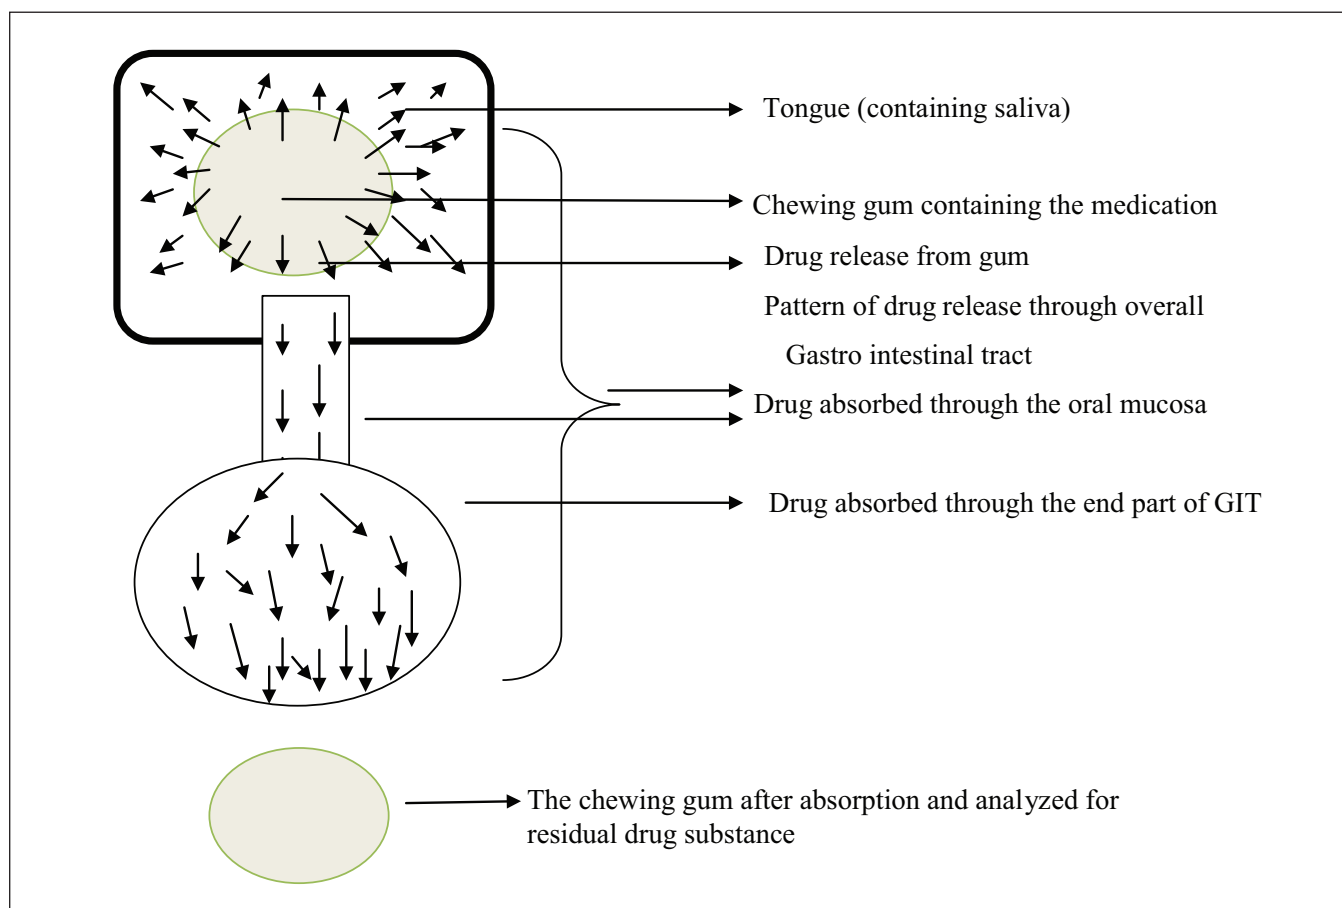 Tongue (containing saliva)
Chewing gum containing the medication
Drug release from gum
Pattern of drug release through overall
Gastro intestinal tract
Drug absorbed through the oral mucosa
Drug absorbed through the end part of GIT
The chewing gum after absorption and analyzed for
residual drug substance